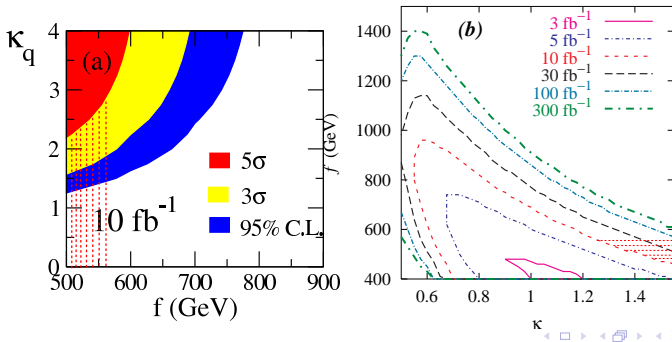 κ_q
(a)
4
3
2
1
0
10 fb⁻¹
5σ
3σ
95% C.L.
500 600 700 800 900
f (GeV)
(b)
3 fb⁻¹
5 fb⁻¹
10 fb⁻¹
30 fb⁻¹
100 fb⁻¹
300 fb⁻¹
1400
1200
1000
800
600
400
f (GeV)
0.6 0.8 1 1.2 1.4
κ